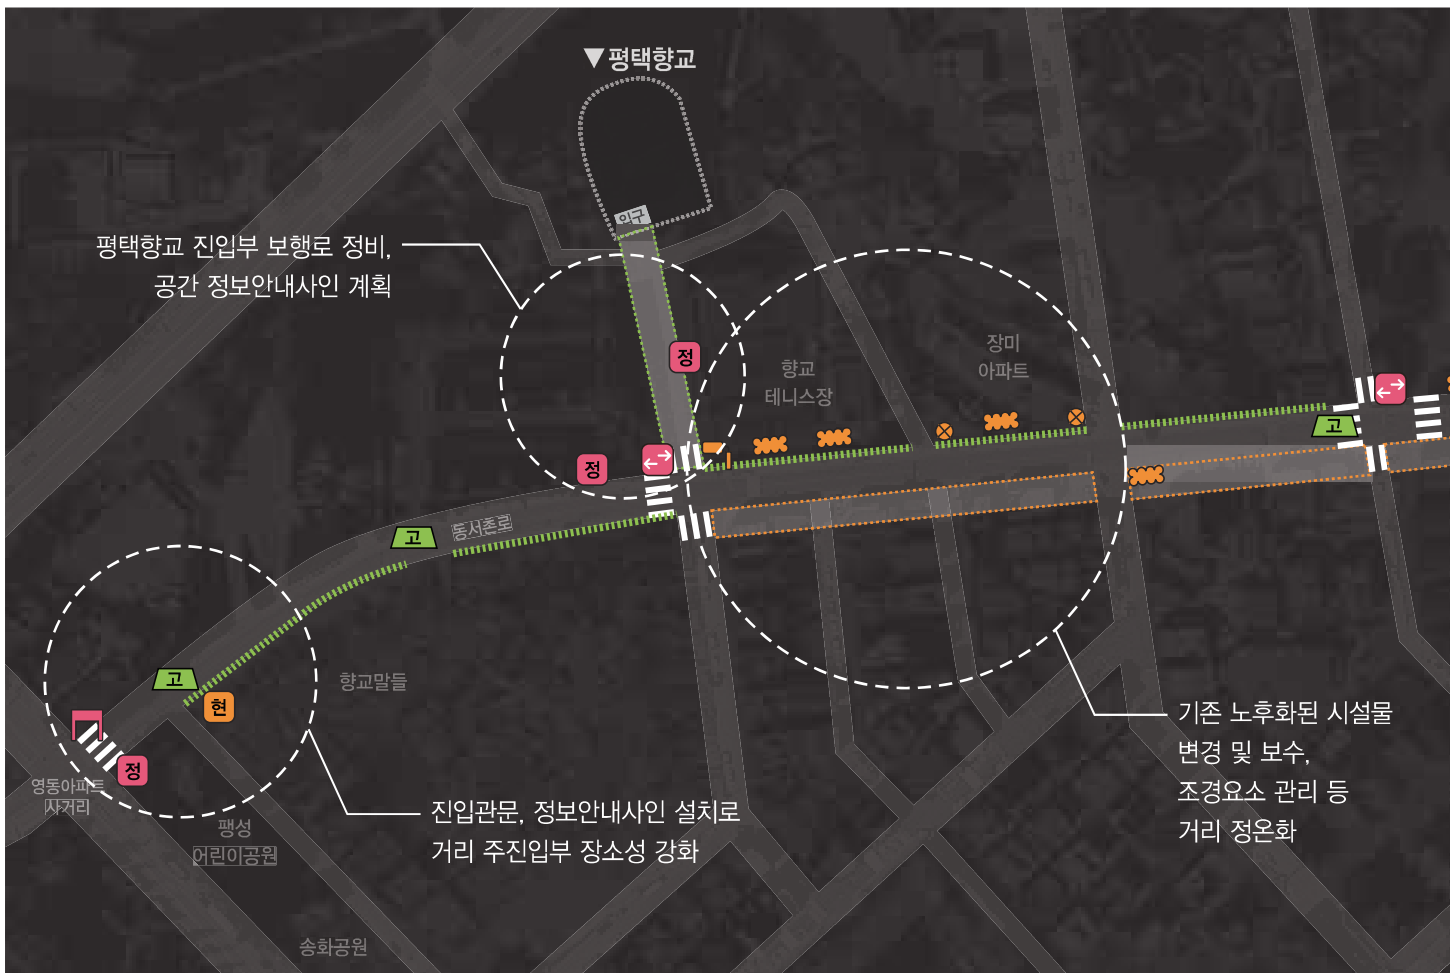 ▼평택향교
입구
평택향교 진입부 보행로 정비,
공간 정보안내사인 계획
정
향교
테니스장
장미
아파트
고
정
고
동서촌로
고
현
향교말들
정
영동아파트
사거리
팽성
어린이공원
송화공원
진입관문, 정보안내사인 설치로
거리 주진입부 장소성 강화
기존 노후화된 시설물
변경 및 보수,
조경요소 관리 등
거리 정온화